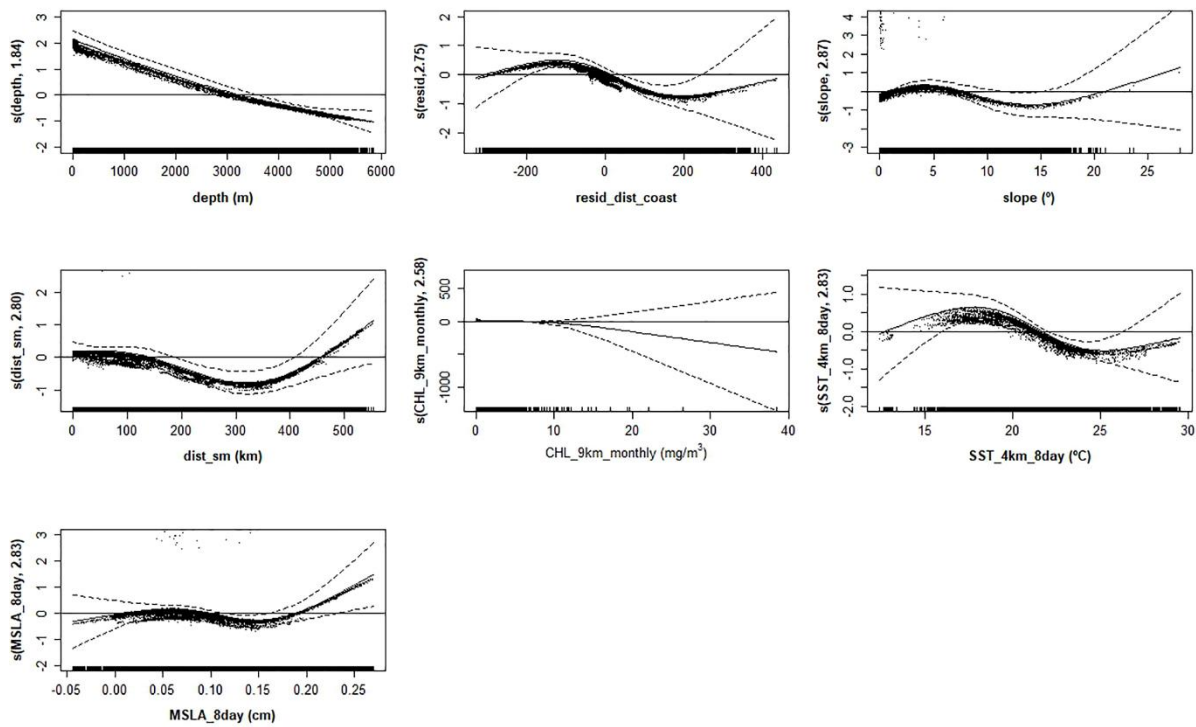 s(depth, 1.84)
3
2
1
0
-1
-2
0 1000 2000 3000 4000 5000 6000
depth (m)
s(resid,2.75)
2
1
0
-1
-2
-200 0 200 400
resid_dist_coast
s(slope, 2.87)
4
3
2
1
0
-1
-3
0 5 10 15 20 25
slope (º)
s(dist_sm, 2.80)
2
1
0
-1
0 100 200 300 400 500
dist_sm (km)
s(CHL_9km_monthly, 2.58)
500
0
-1000
0 10 20 30 40
CHL_9km_monthly (mg/m³)
s(SST_4km_8day, 2.83)
1.0
0.0
-1.0
-2.0
15 20 25 30
SST_4km_8day (ºC)
s(MSLA_8day, 2.83)
3
2
1
0
-1
-2
-0.05 0.00 0.05 0.10 0.15 0.20 0.25
MSLA_8day (cm)